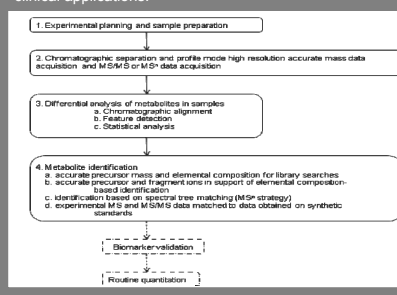 clinical applications.
1. Experimental planning and sample preparation
2. Chromatographic separation and profile mode high resolution accurate mass data
acquisition and MS/MS or MSⁿ data acquisition
3. Differential analysis of metabolites in samples
a. Chromatographic alignment
b. Feature detection
c. Statistical analysis
4. Metabolite identification
a. accurate precursor mass and elemental composition for library searches
b. accurate precursor and fragment ions in support of elemental composition-
based identification
c. identification based on spectral tree matching (MSⁿ strategy)
d. experimental MS and MS/MS data matched to data obtained on synthetic
standards
Biomarker validation
Routine quantitation